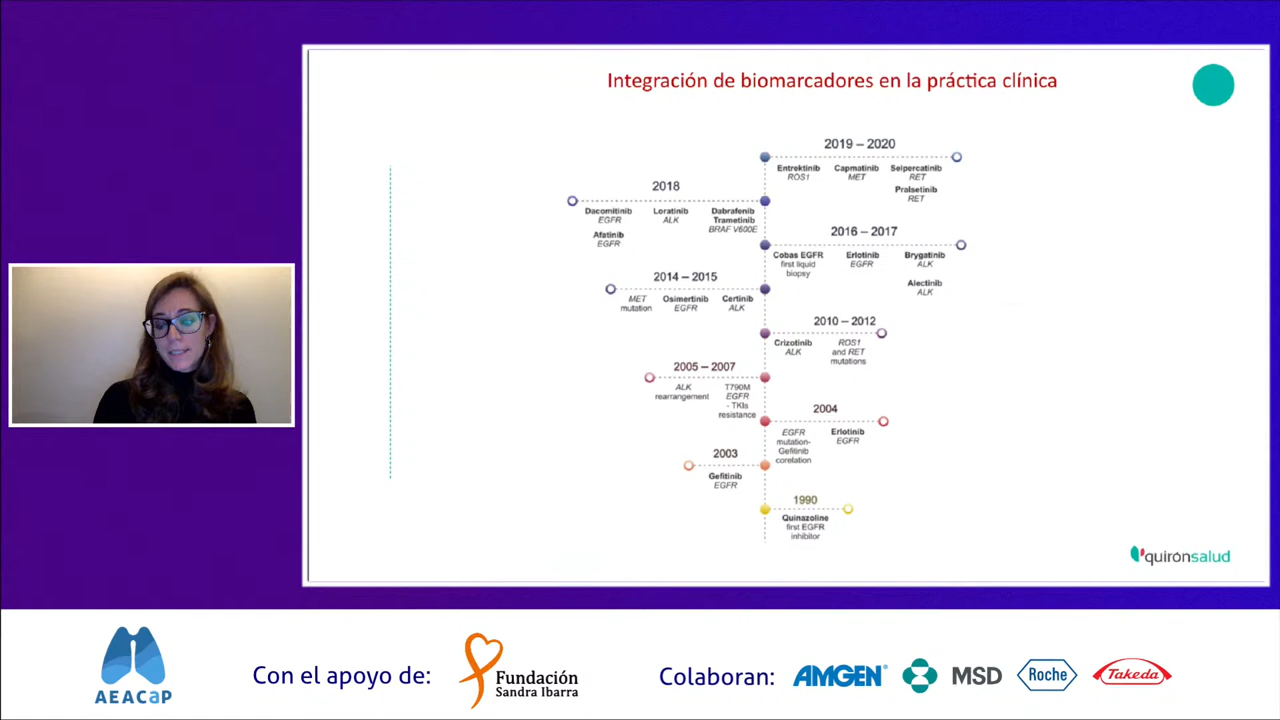 Integración de biomarcadores en la práctica clínica
2019 – 2020
Entrektinib
ROS1
Capmatinib
MET
Selpercatinib
RET
Pralsetinib
RET
2018
Dacomitinib
EGFR
Afatinib
EGFR
Loratinib
ALK
Dabrafenib
Trametinib
BRAF V600E
2016 – 2017
Cobas EGFR
first liquid
biopsy
Erlotinib
EGFR
Brygatinib
ALK
Alectinib
ALK
2014 – 2015
MET
mutation
Osimertinib
EGFR
Certinib
ALK
2010 – 2012
Crizotinib
ALK
ROS1
and RET
mutations
2005 – 2007
ALK
rearrangement
T790M
EGFR
- TKIs
resistance
2004
EGFR
mutation-
Gefitinib
corelation
Erlotinib
EGFR
2003
Gefitinib
EGFR
1990
Quinazoline
first EGFR
inhibitor
quirónsalud
AEACaP
Con el apoyo de:
Fundación
Sandra Ibarra
Colaboran:
AMGEN®
MSD
Roche
Takeda